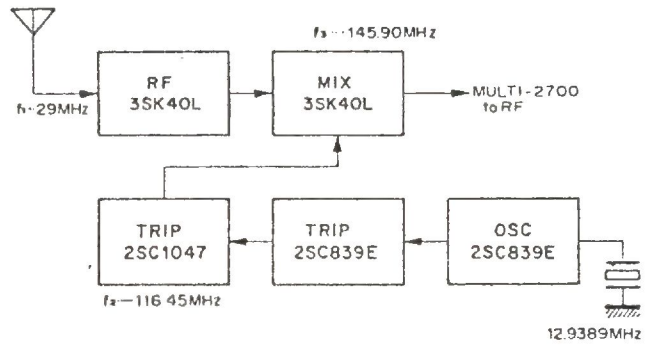 f₃--145.90MHz
RF
3SK40L
MIX
3SK40L
f₁--29MHz
MULTI-2700
to RF
TRIP
2SC1047
TRIP
2SC839E
OSC
2SC839E
f₂--116.45MHz
12.9389MHz